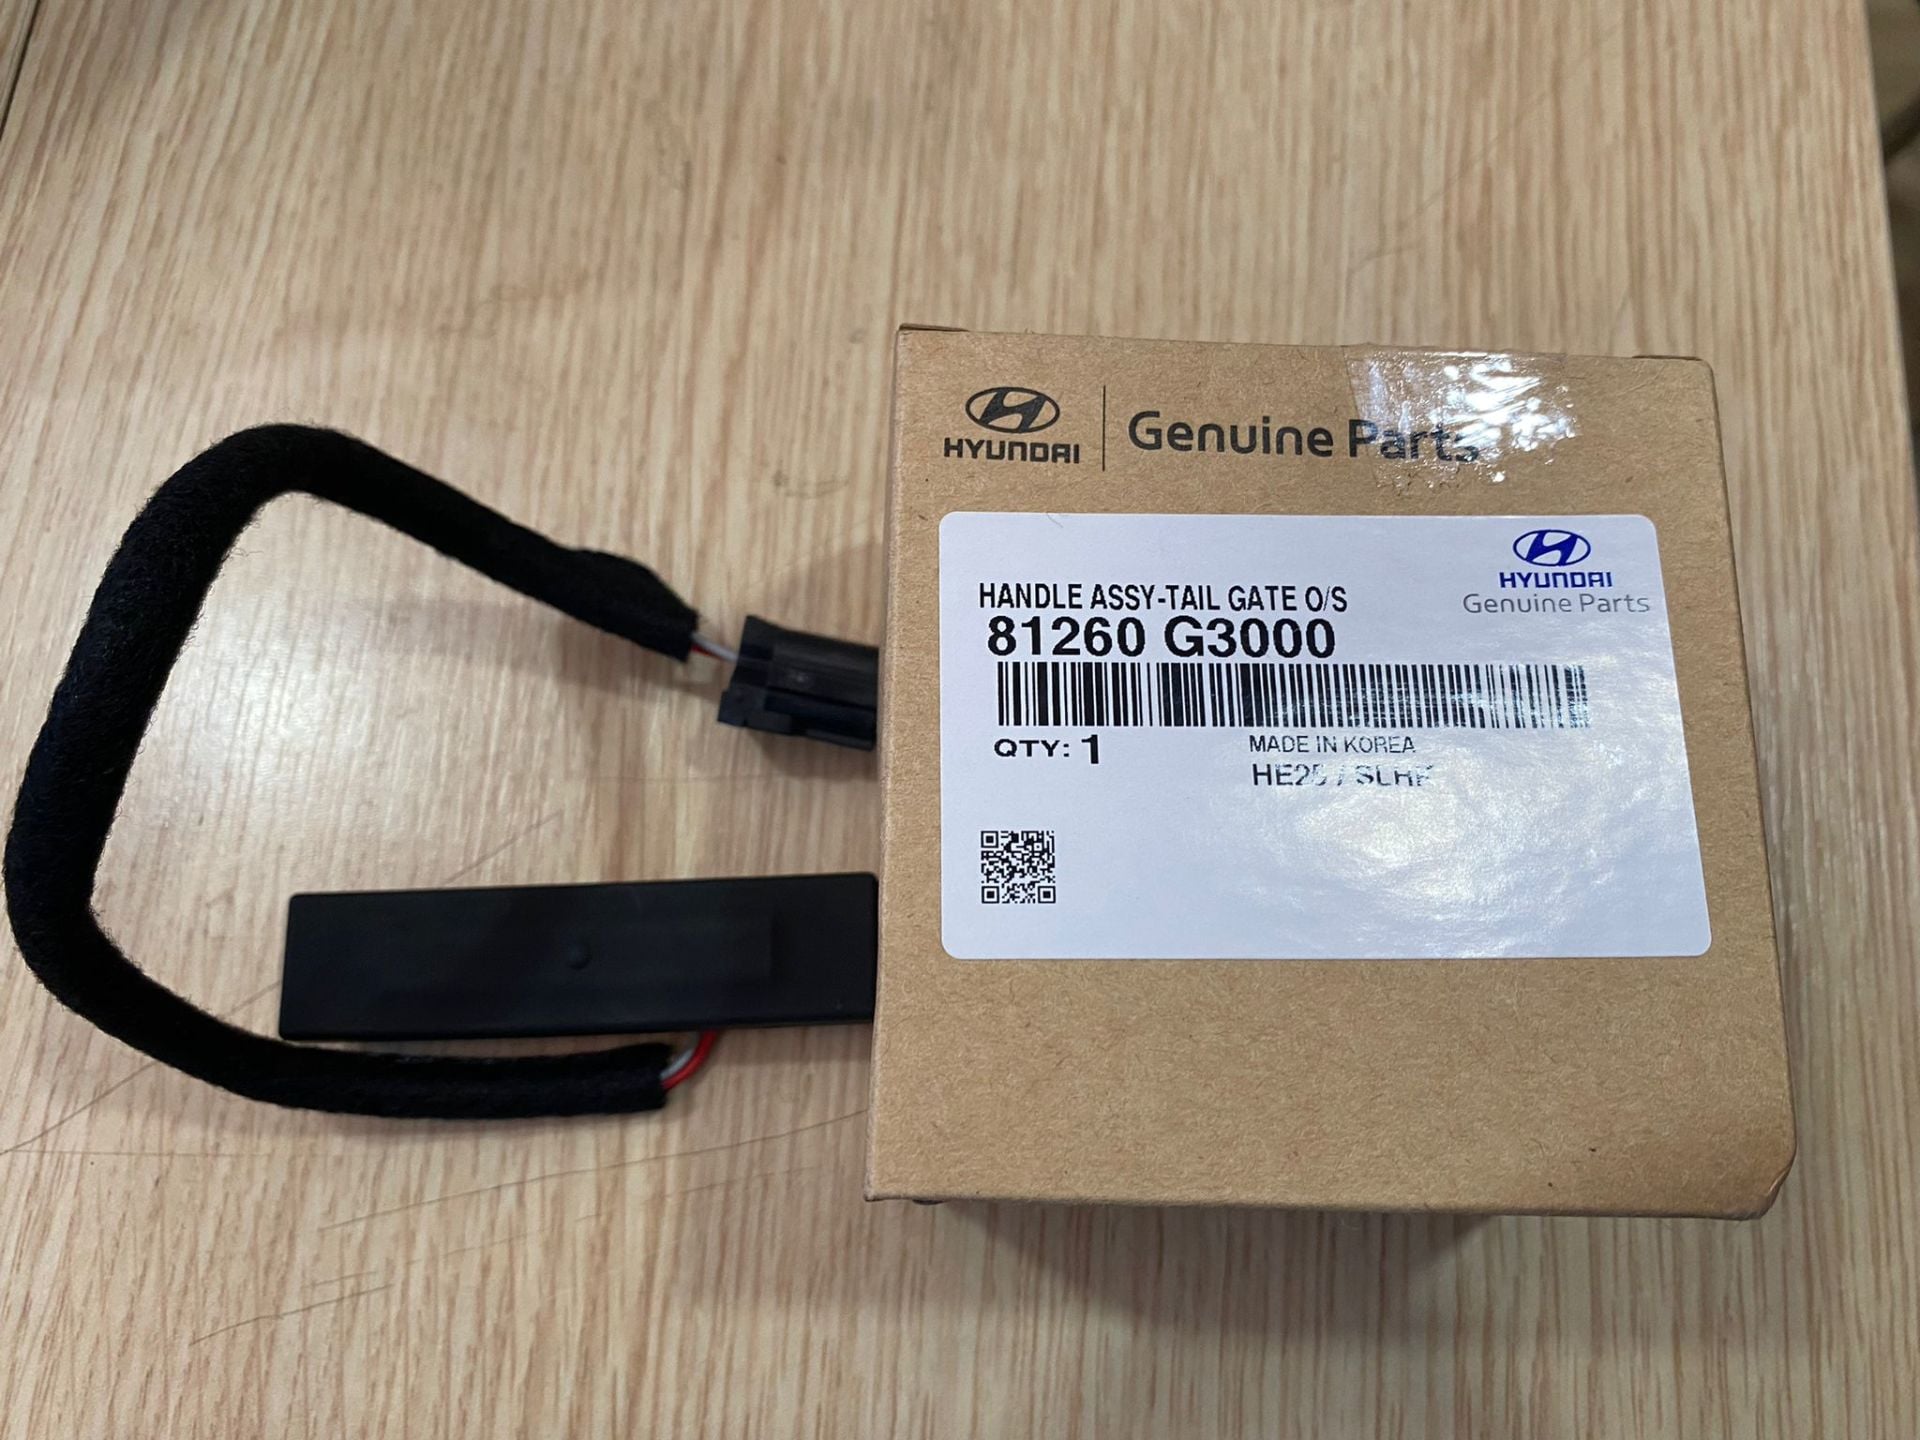 HYUNDAI
Genuine Parts
HYUNDAI
Genuine Parts
HANDLE ASSY-TAIL GATE O/S
81260 G3000
QTY: 1
MADE IN KOREA